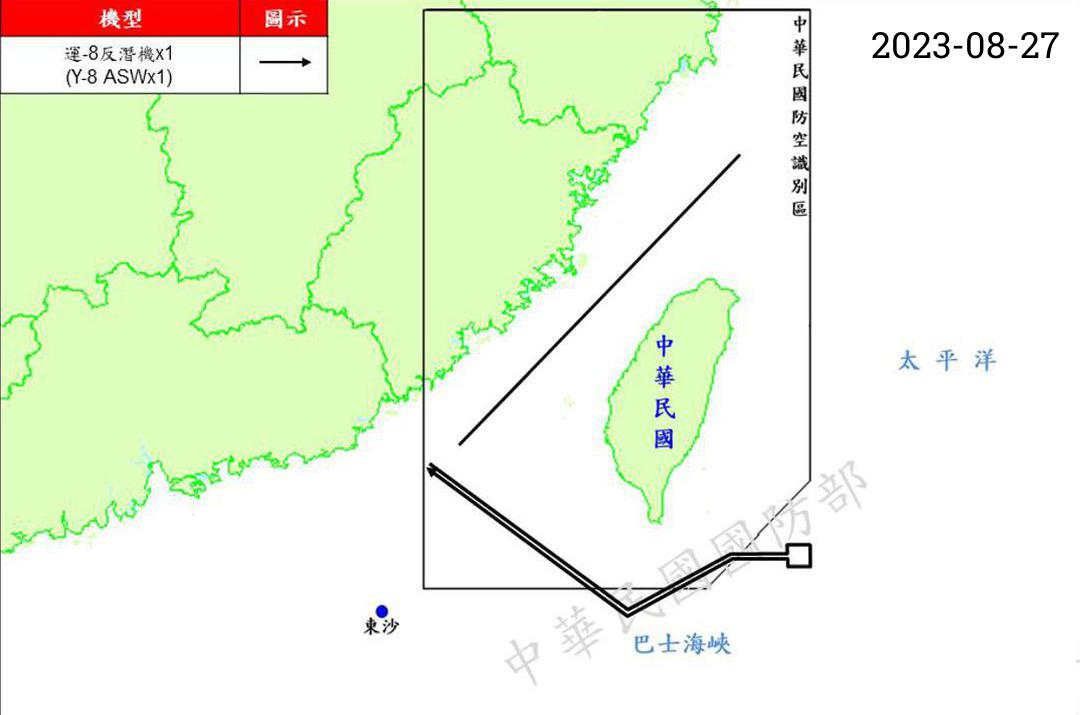 機型 圖示
運-8反潛機x1
(Y-8 ASWx1)
2023-08-27
中華民國防空識別區
中華民國
太平洋
東沙
巴士海峽
中華民國國防部